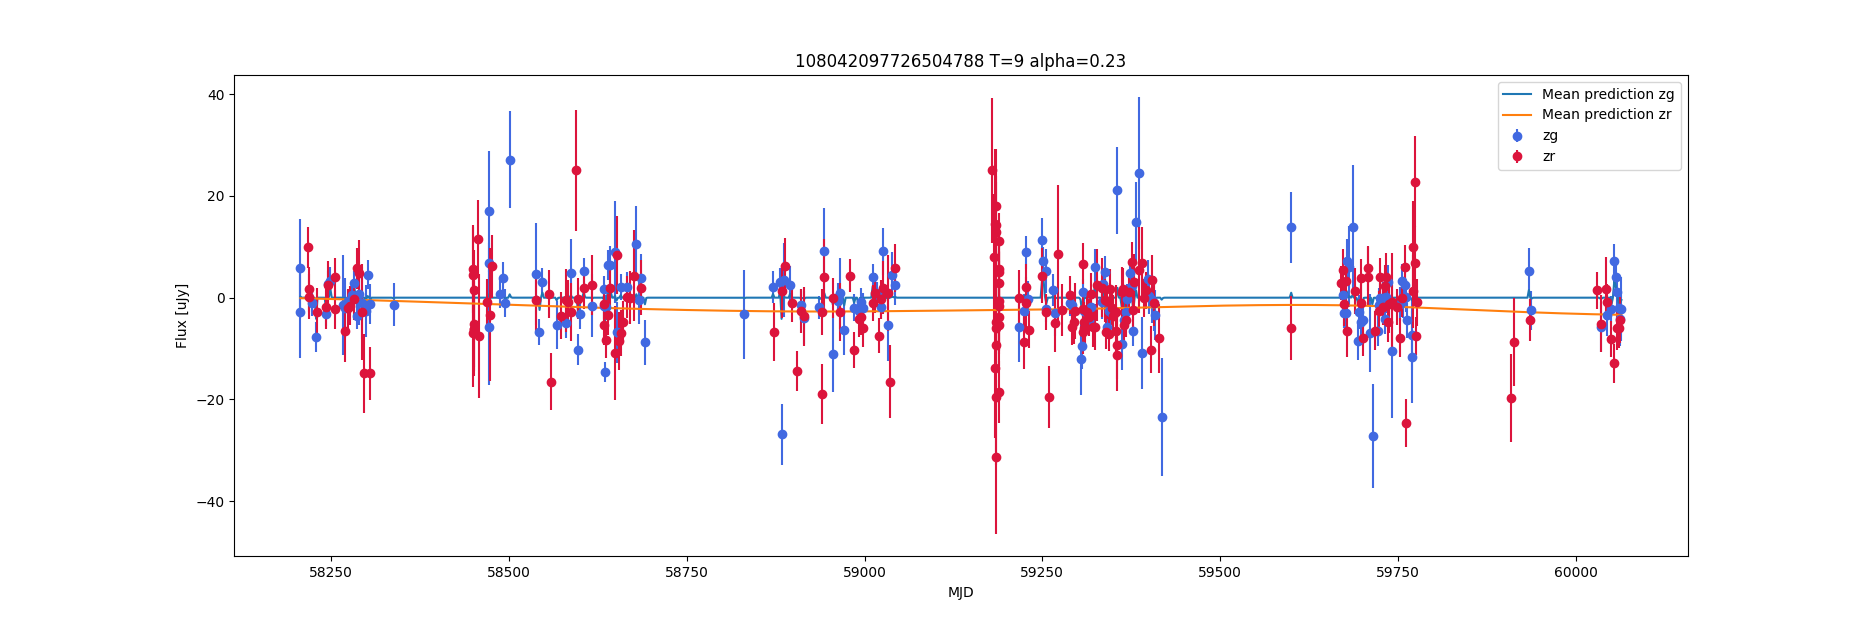 108042097726504788 T=9 alpha=0.23
Mean prediction zg
Mean prediction zr
zg
zr
Flux [uJy]
40
20
0
−20
−40
58250 58500 58750 59000 59250 59500 59750 60000
MJD